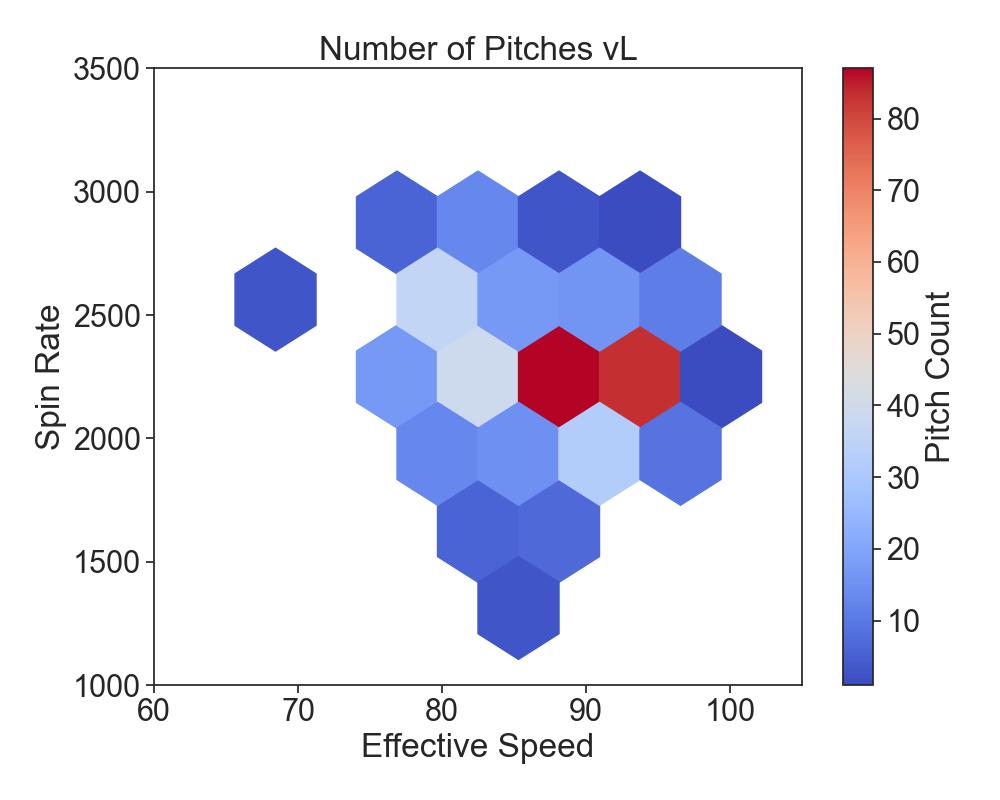 Number of Pitches vL
3500
3000
2500
2000
1500
1000
Spin Rate
60 70 80 90 100
Effective Speed
80
70
60
50
40
30
20
10
Pitch Count